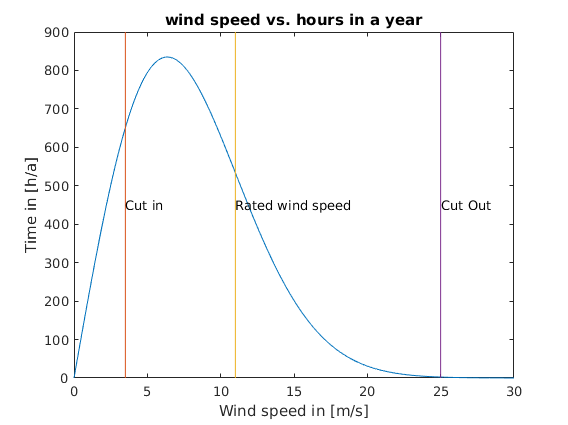 wind speed vs. hours in a year
900
800
700
600
500
400
300
200
100
0
Time in [h/a]
Cut in
Rated wind speed
Cut Out
0 5 10 15 20 25 30
Wind speed in [m/s]